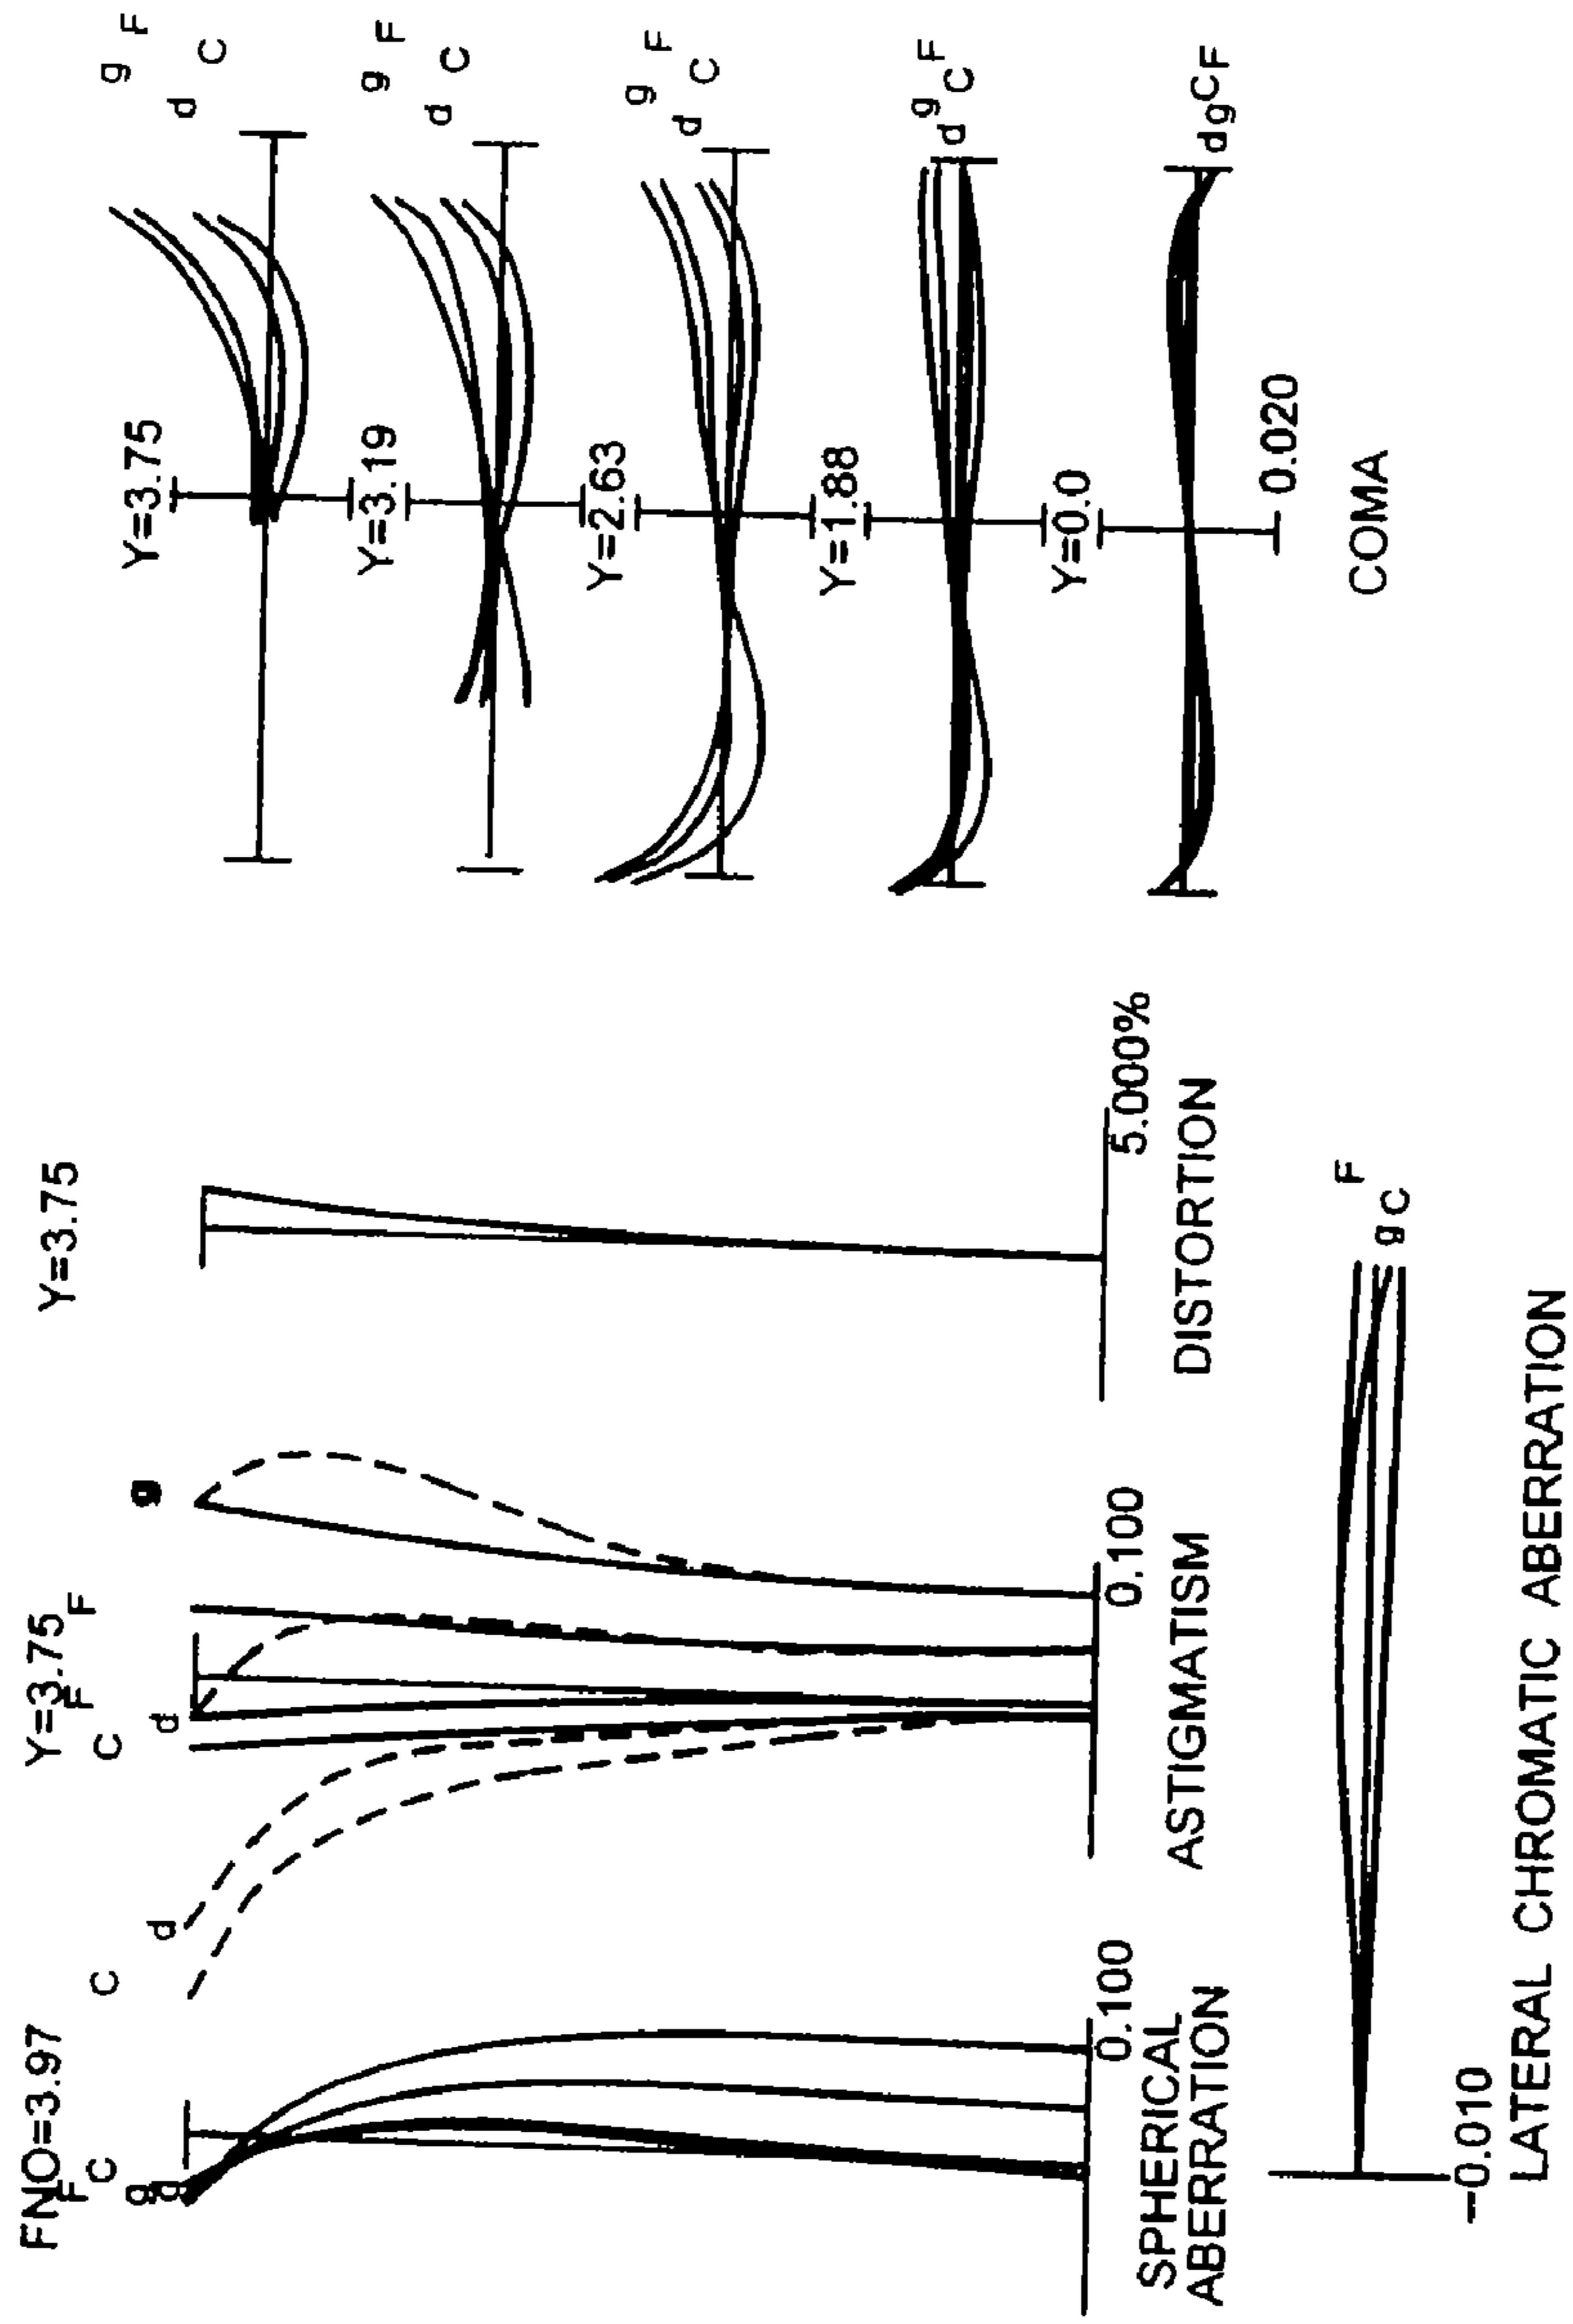 FNO=3.97
F
C
g
d
SPHERICAL
ABERRATION
0.100
Y=3.75
F
F
C
d
g
d
C
0.100
ASTIGMATISM
Y=3.75
5.000%
DISTORTION
Y=3.75
g F
d C
Y=3.19
g F
d C
Y=2.63
g F
d C
Y=1.88
g F
d C
Y=0.0
d g C F
0.020
COMA
F
g C
−0.010
LATERAL CHROMATIC ABERRATION